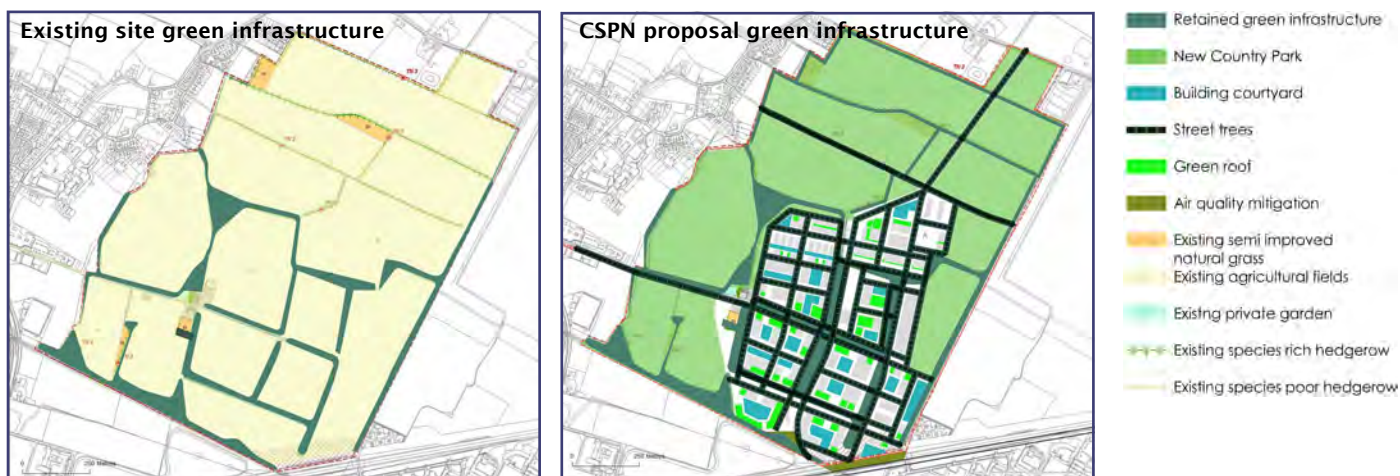 Existing site green infrastructure
CSPN proposal green infrastructure
Retained green infrastructure
New Country Park
Building courtyard
Street trees
Green roof
Air quality mitigation
Existing semi improved
natural grass
Existing agricultural fields
Existng private garden
Existing species rich hedgerow
Existing species poor hedgerow
0
0